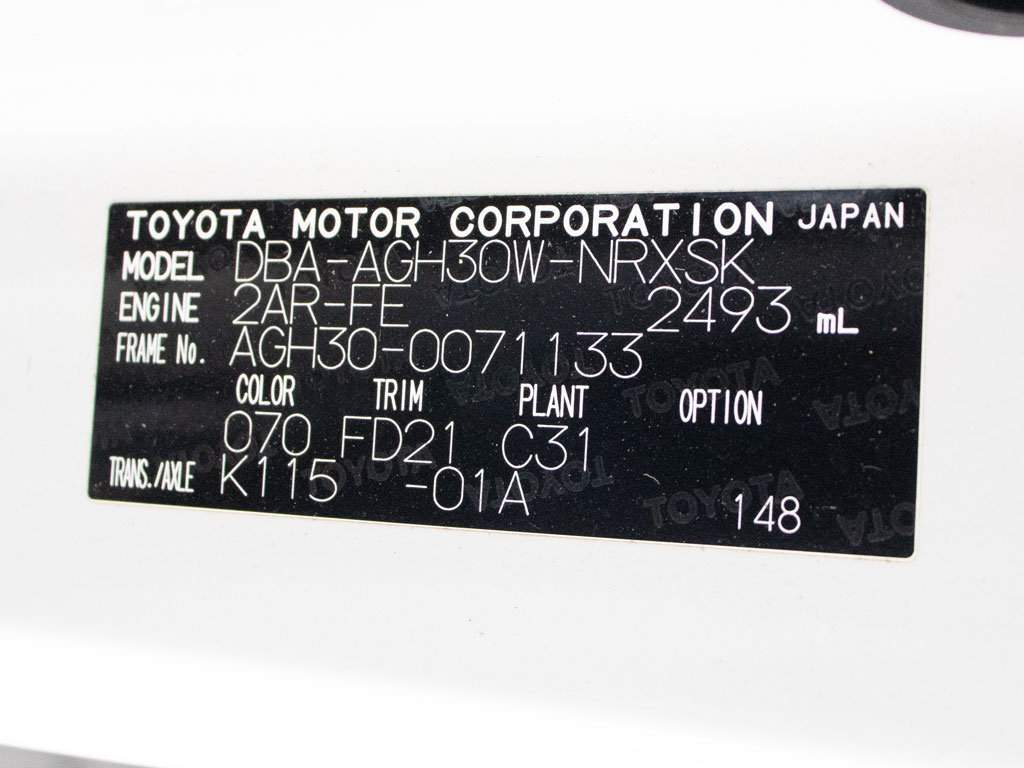 TOYOTA MOTOR CORPORATION JAPAN
MODEL DBA-AGH30W-NRXSK
ENGINE 2AR-FE 2493 mL
FRAME No. AGH30-0071133
COLOR TRIM PLANT OPTION
070 FD21 C31
TRANS./AXLE K115 -01A 148